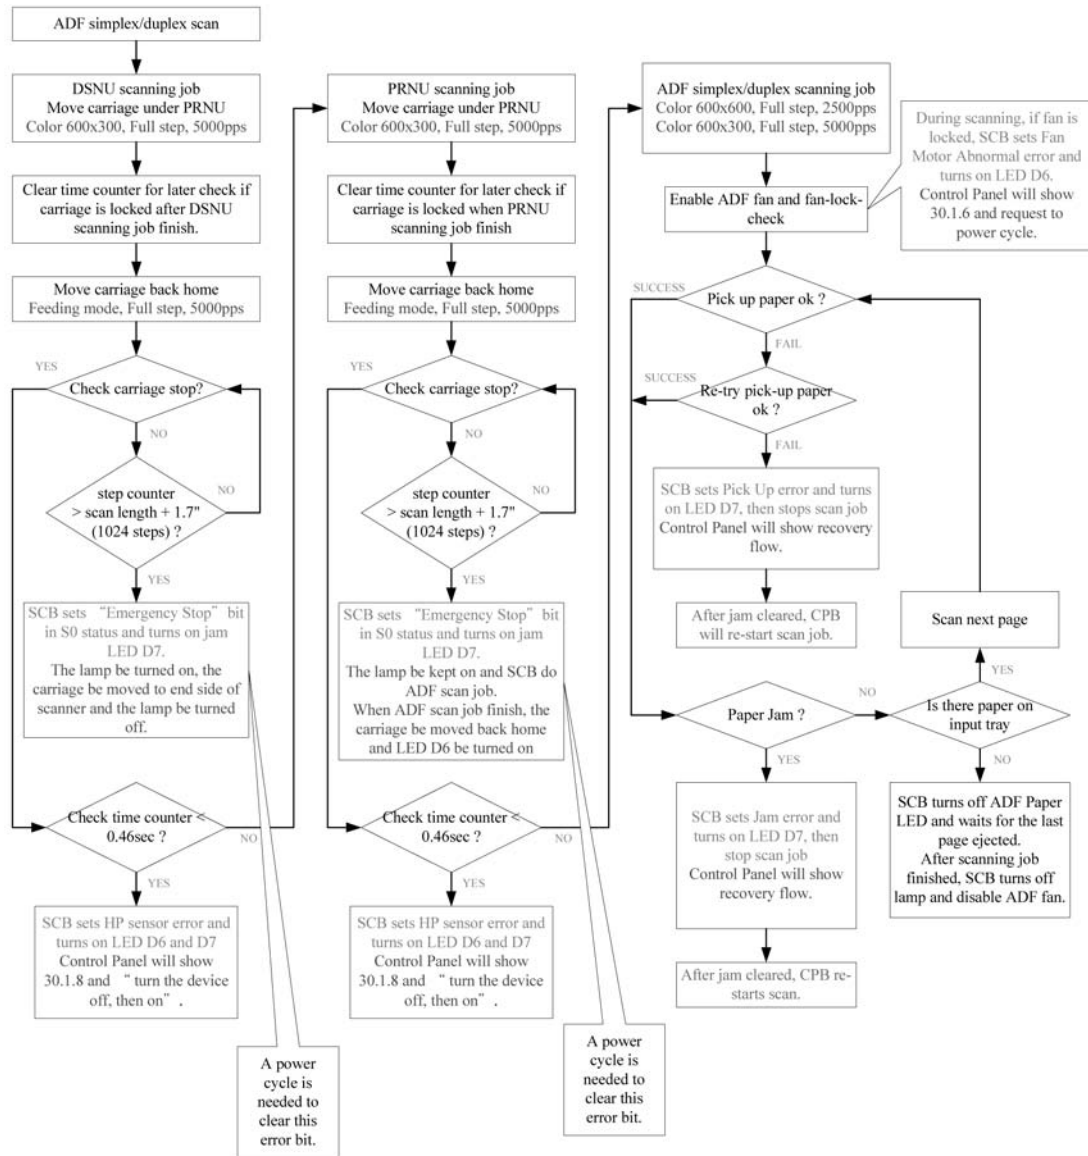 ADF simplex/duplex scan
DSNU scanning job
Move carriage under PRNU
Color 600x300, Full step, 5000pps
Clear time counter for later check if
carriage is locked after DSNU
scanning job finish.
Move carriage back home
Feeding mode, Full step, 5000pps
YES
Check carriage stop?
NO
step counter
> scan length + 1.7"
(1024 steps) ?
NO
YES
SCB sets “Emergency Stop” bit
in S0 status and turns on jam
LED D7.
The lamp be turned on, the
carriage be moved to end side of
scanner and the lamp be turned
off.
Check time counter <
0.46sec ?
NO
YES
SCB sets HP sensor error and
turns on LED D6 and D7
Control Panel will show
30.1.8 and “ turn the device
off, then on” .
A power
cycle is
needed to
clear this
error bit.
PRNU scanning job
Move carriage under PRNU
Color 600x300, Full step, 5000pps
Clear time counter for later check if
carriage is locked when PRNU
scanning job finish
Move carriage back home
Feeding mode, Full step, 5000pps
YES
Check carriage stop?
NO
step counter
> scan length + 1.7"
(1024 steps) ?
NO
YES
SCB sets “Emergency Stop” bit
in S0 status and turns on jam
LED D7.
The lamp be kept on and SCB do
ADF scan job.
When ADF scan job finish, the
carriage be moved back home
and LED D6 be turned on
Check time counter <
0.46sec ?
NO
YES
SCB sets HP sensor error and
turns on LED D6 and D7
Control Panel will show
30.1.8 and “ turn the device
off, then on” .
A power
cycle is
needed to
clear this
error bit.
ADF simplex/duplex scanning job
Color 600x600, Full step, 2500pps
Color 600x300, Full step, 5000pps
During scanning, if fan is
locked, SCB sets Fan
Motor Abnormal error and
turns on LED D6.
Control Panel will show
30.1.6 and request to
power cycle.
Enable ADF fan and fan-lock-
check
SUCCESS
Pick up paper ok ?
FAIL
SUCCESS
Re-try pick-up paper
ok ?
FAIL
SCB sets Pick Up error and turns
on LED D7, then stops scan job
Control Panel will show recovery
flow.
After jam cleared, CPB
will re-start scan job.
Scan next page
YES
Paper Jam ?
NO
Is there paper on
input tray
YES
NO
SCB sets Jam error and
turns on LED D7, then
stop scan job
Control Panel will show
recovery flow.
After jam cleared, CPB re-
starts scan.
SCB turns off ADF Paper
LED and waits for the last
page ejected.
After scanning job
finished, SCB turns off
lamp and disable ADF fan.